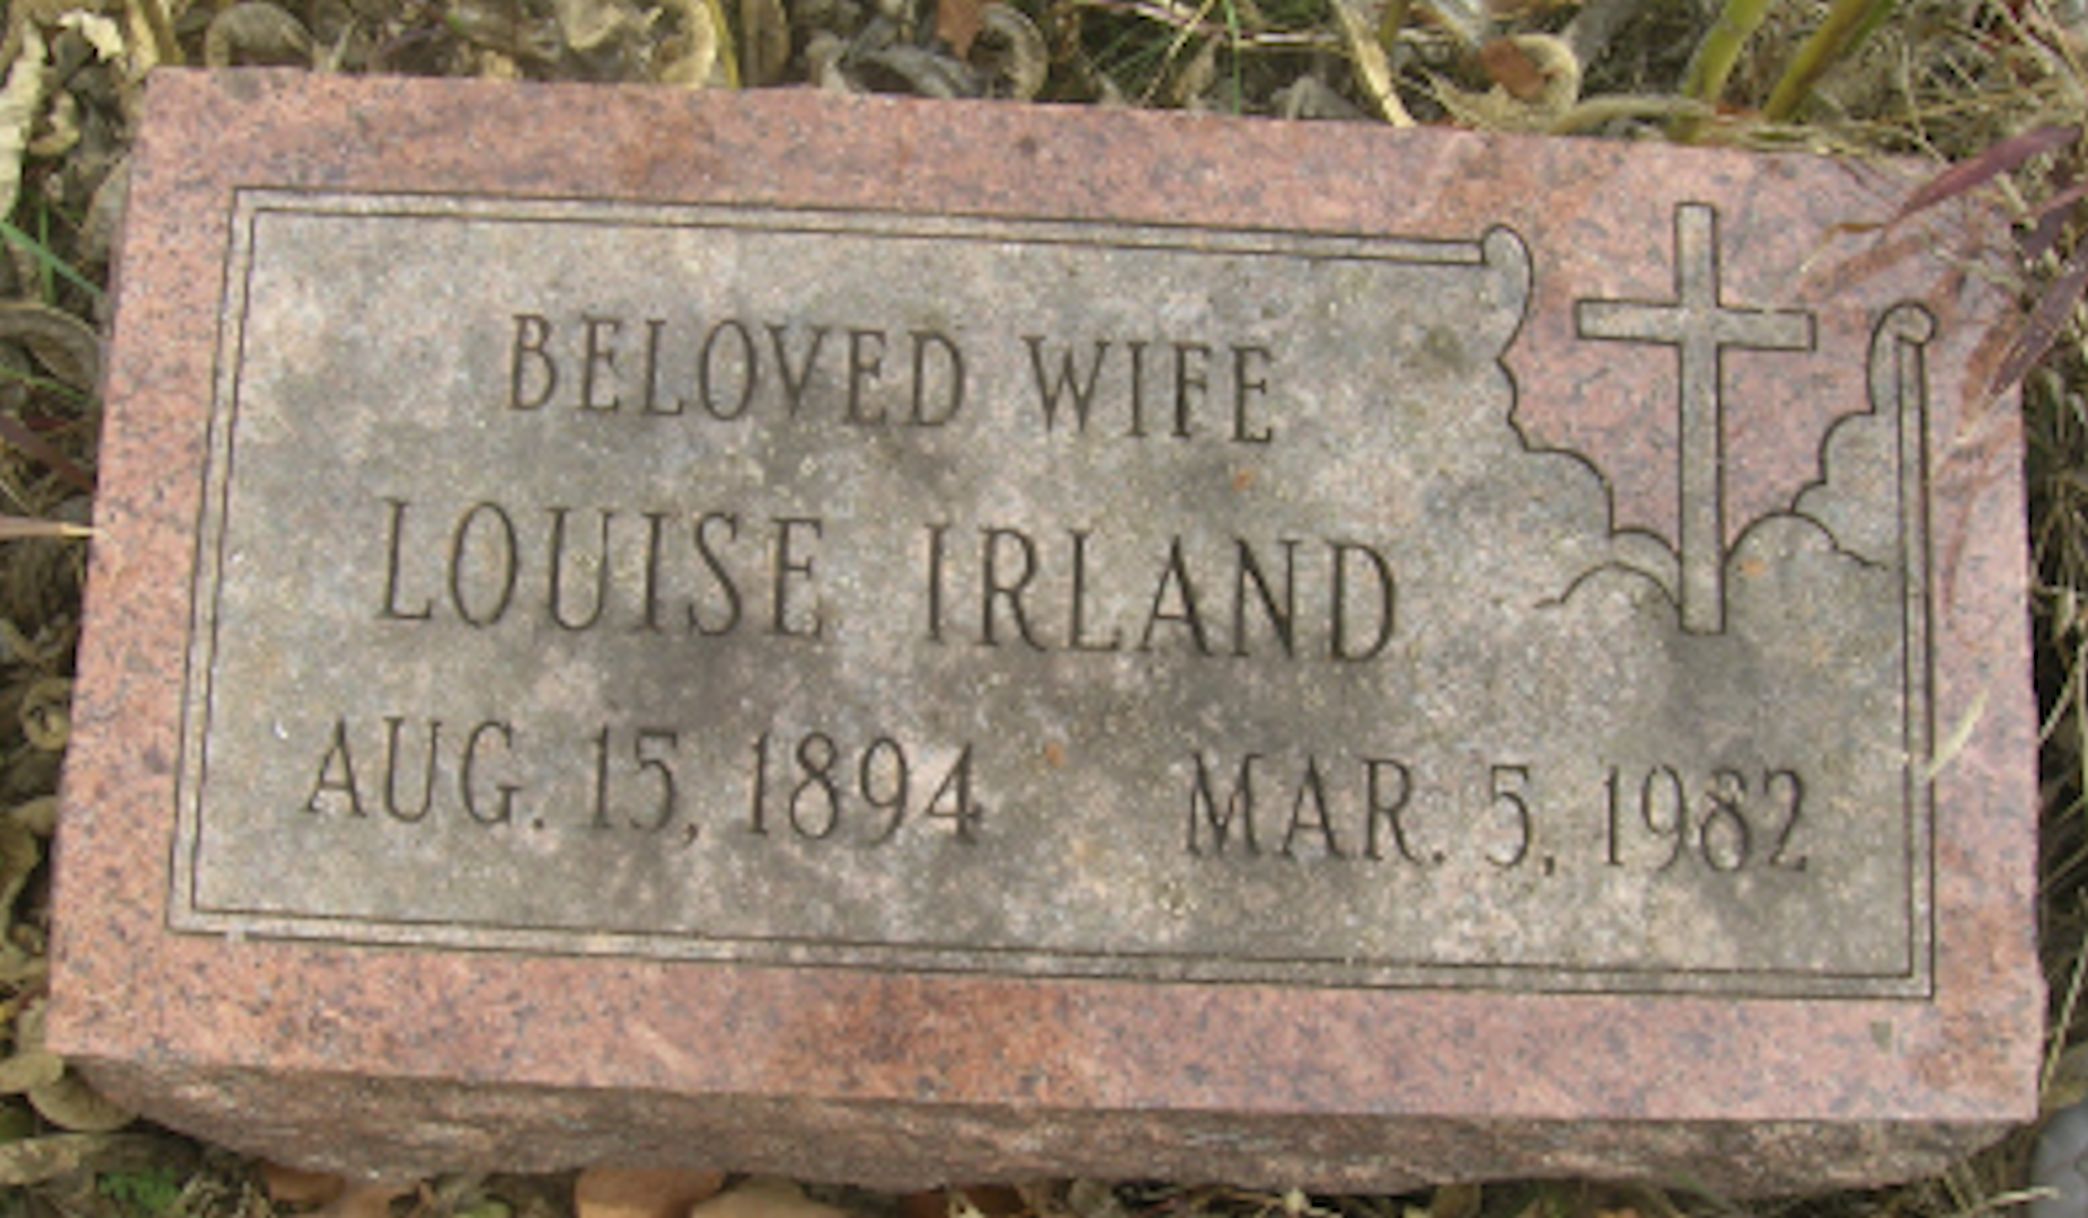 BELOVED WIFE
LOUISE IRLAND
AUG. 15, 1894 MAR. 5, 1982